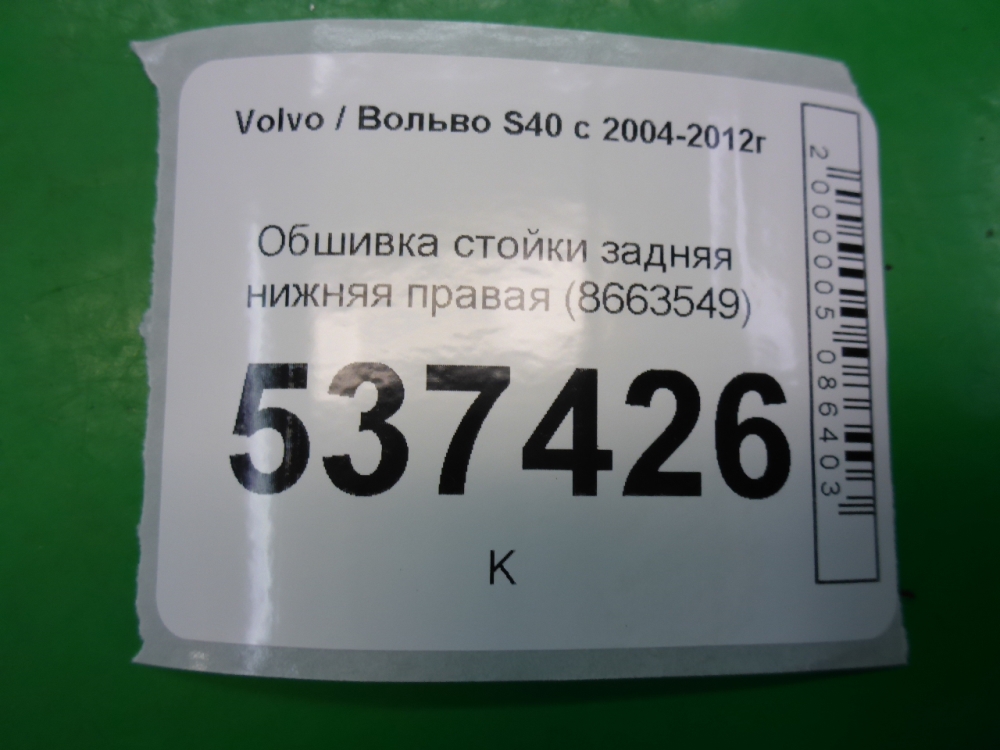 Volvo / Вольво S40 с 2004-2012г
Обшивка стойки задняя
нижняя правая (8663549)
537426
К
2000005086403